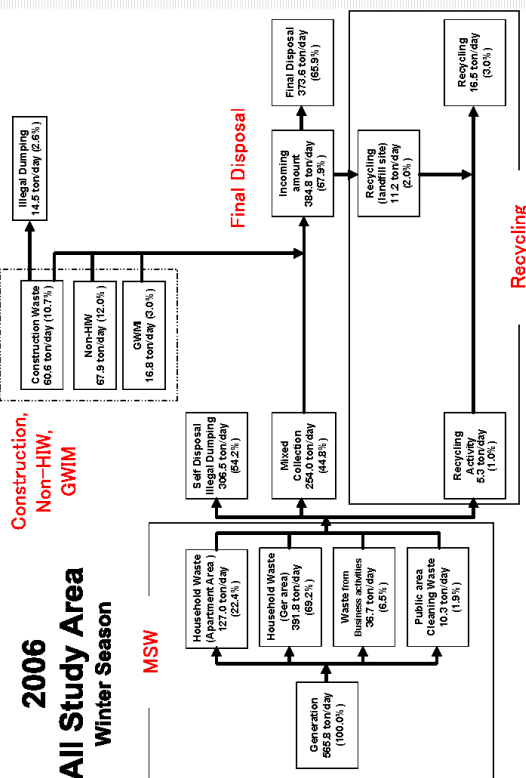 2006
All Study Area
Winter Season
MSW
Generation
565.8 ton/day
(100.0%)
Household Waste
(Apartment Area)
127.0 ton/day
(22.4%)
Household Waste
(Ger area)
391.8 ton/day
(69.2%)
Waste from
Business activities
36.7 ton/day
(6.5%)
Public area
Cleaning Waste
10.3 ton/day
(1.9%)
Self Disposal
Illegal Dumping
306.5 ton/day
(54.2%)
Mixed
Collection
254.0 ton/day
(44.8%)
Recycling
Activity
5.3 ton/day
(1.0%)
Construction,
Non-HIW,
GWIM
Construction Waste
60.6 ton/day (10.7%)
Non-HIW
67.9 ton/day (12.0%)
GWMI
16.8 ton/day (3.0%)
Illegal Dumping
14.5 ton/day (2.6%)
Final Disposal
Incoming
amount
384.8 ton/day
(67.9%)
Final Disposal
373.6 ton/day
(65.9%)
Recycling
(landfill site)
11.2 ton/day
(2.0%)
Recycling
16.5 ton/day
(3.0%)
Recycling